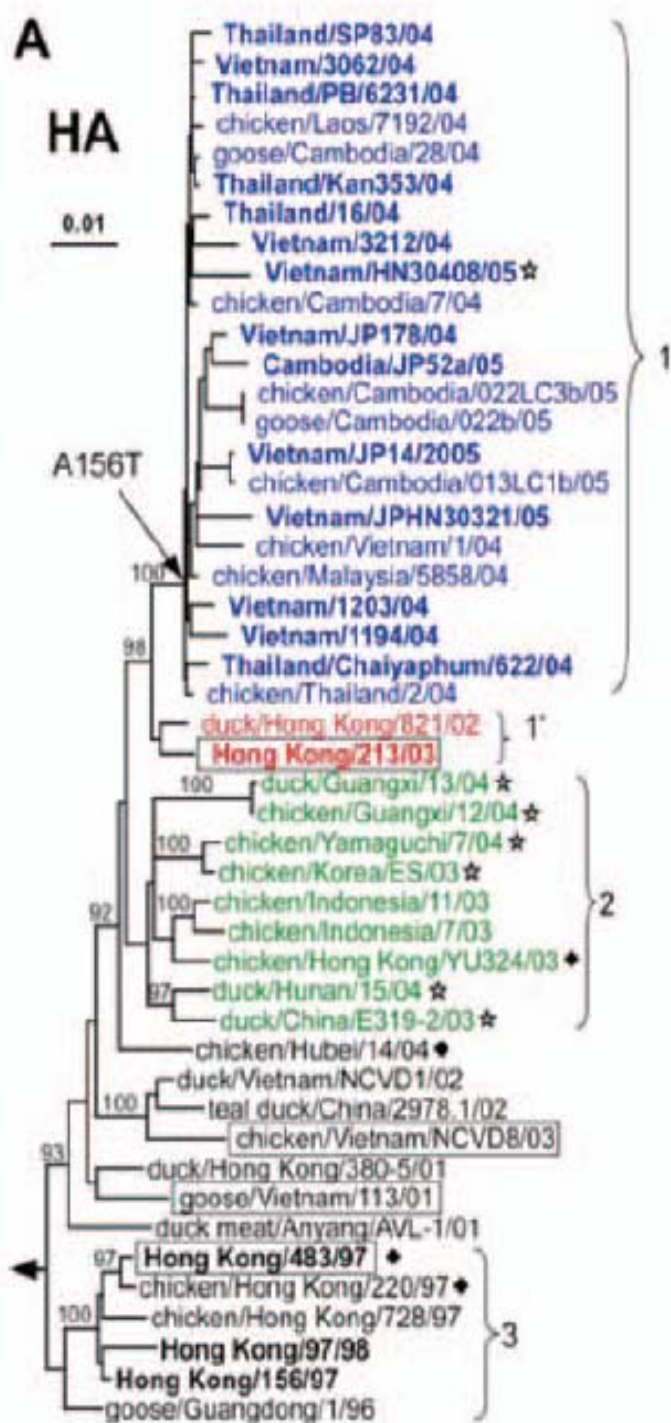 A
HA
0.01
Thailand/SP83/04
Vietnam/3062/04
Thailand/PB/6231/04
chicken/Laos/7192/04
goose/Cambodia/28/04
Thailand/Kan353/04
Thailand/16/04
Vietnam/3212/04
Vietnam/HN30408/05☆
chicken/Cambodia/7/04
Vietnam/JP178/04
1
Cambodia/JP52a/05
chicken/Cambodia/022LC3b/05
goose/Cambodia/022b/05
Vietnam/JP14/2005
A156T
chicken/Cambodia/013LC1b/05
Vietnam/JPHN30321/05
chicken/Vietnam/1/04
100
chicken/Malaysia/5858/04
Vietnam/1203/04
Vietnam/1194/04
98
Thailand/Chaiyaphum/622/04
chicken/Thailand/2/04
duck/Hong Kong/821/02
1'
Hong Kong/213/03
100
duck/Guangxi/13/04☆
chicken/Guangxi/12/04☆
100
chicken/Yamaguchi/7/04☆
chicken/Korea/ES/03☆
100
chicken/Indonesia/11/03
2
92
chicken/Indonesia/7/03
chicken/Hong Kong/YU324/03◆
97
duck/Hunan/15/04☆
duck/China/E319-2/03☆
chicken/Hubei/14/04◆
duck/Vietnam/NCVD1/02
100
teal duck/China/2978.1/02
chicken/Vietnam/NCVD8/03
93
duck/Hong Kong/380-5/01
goose/Vietnam/113/01
duck meat/Anyang/AVL-1/01
97
Hong Kong/483/97 ◆
chicken/Hong Kong/220/97◆
100
chicken/Hong Kong/728/97
3
Hong Kong/97/98
Hong Kong/156/97
goose/Guangdong/1/96